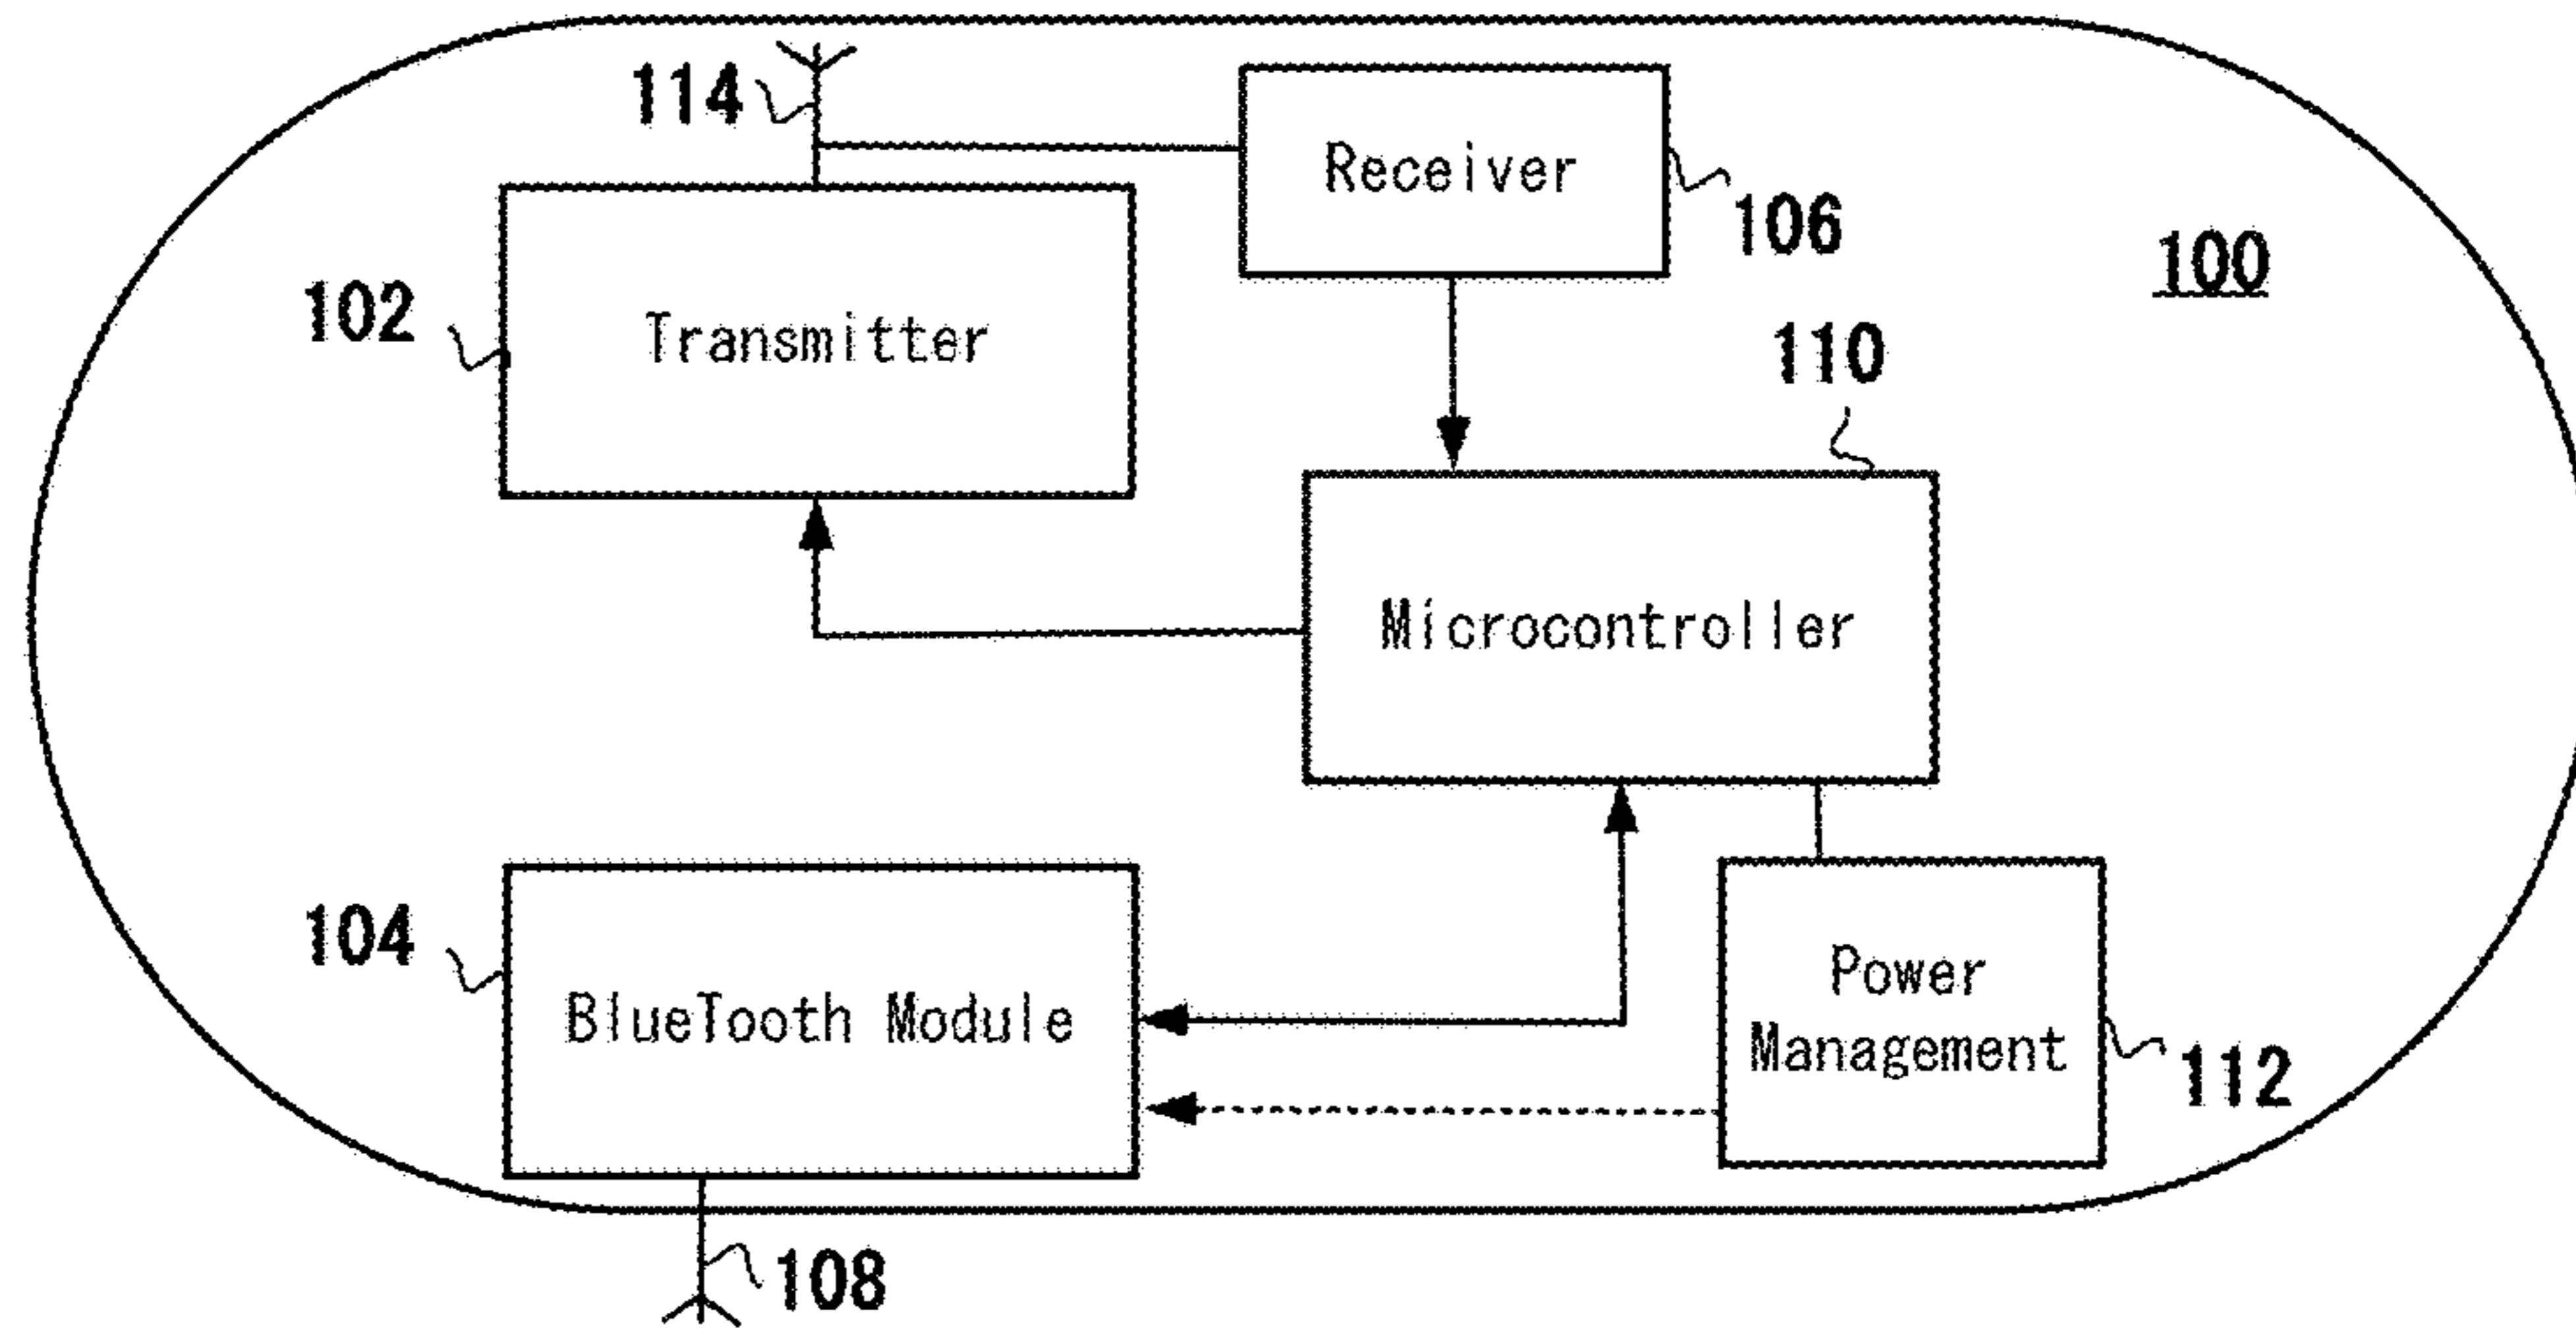 114
Receiver
106
100
102
Transmitter
110
Microcontroller
104
BlueTooth Module
Power
Management
112
108